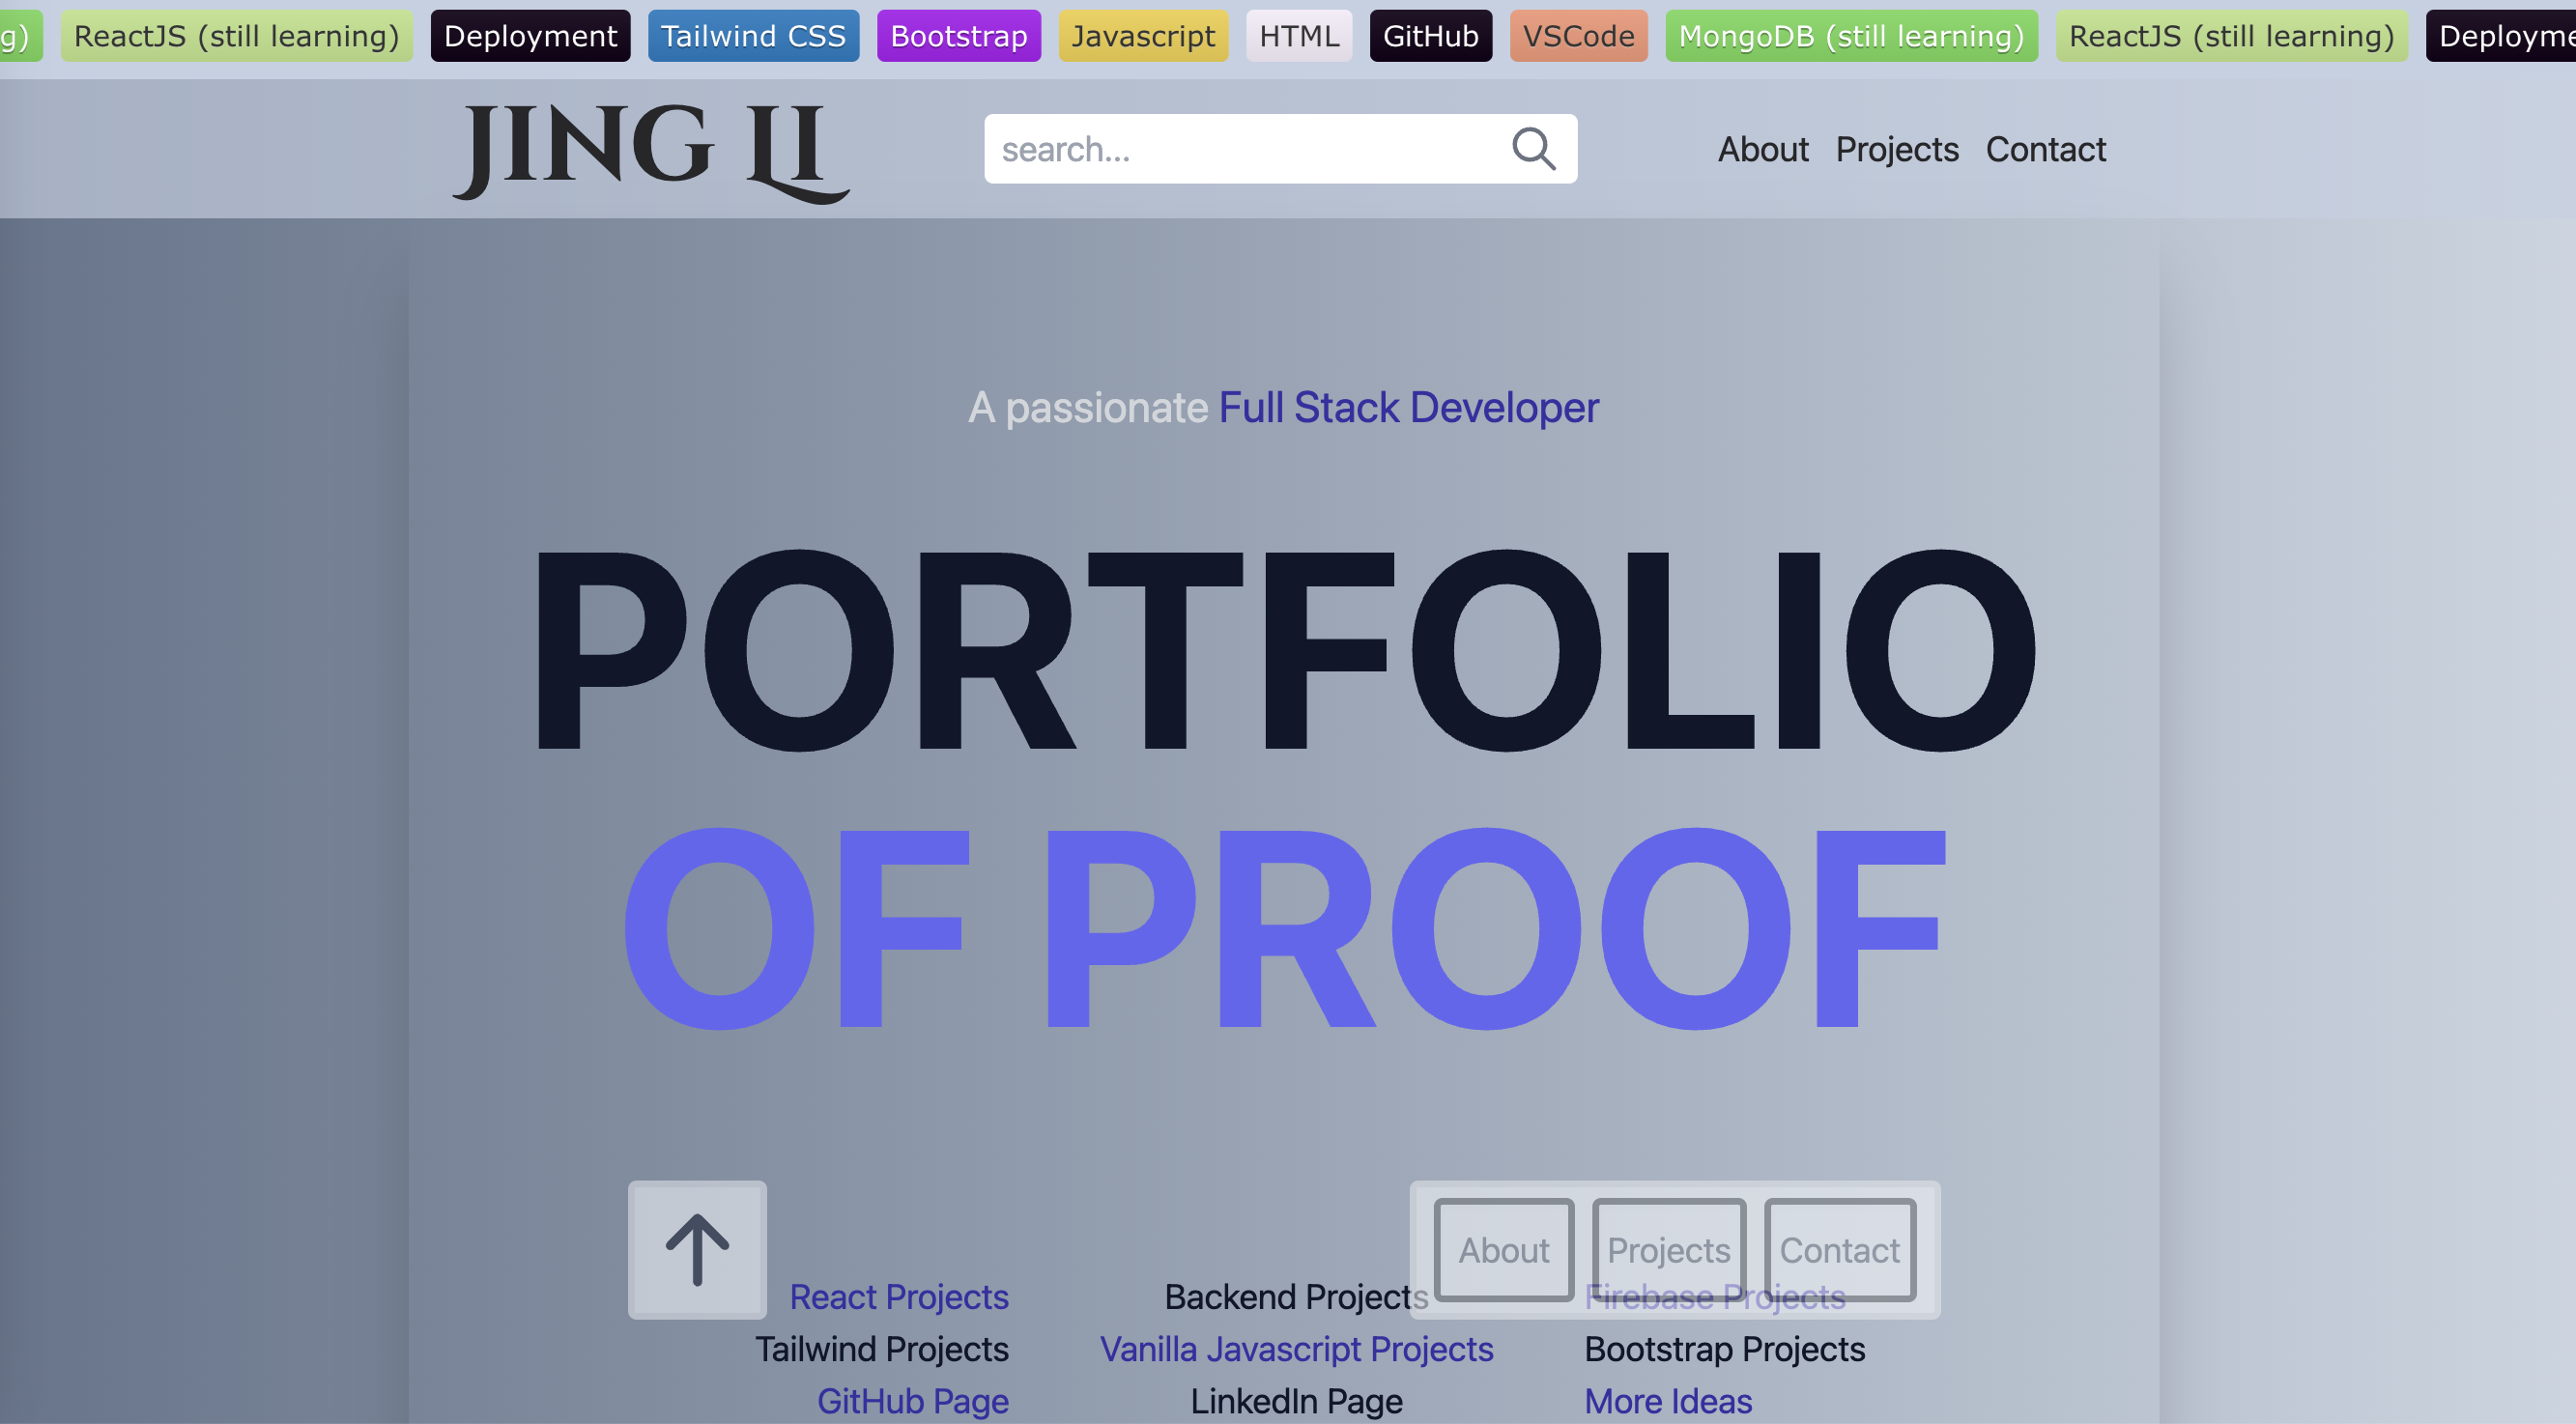 g) ReactJS (still learning) Deployment Tailwind CSS Bootstrap Javascript HTML GitHub VSCode MongoDB (still learning) ReactJS (still learning) Deployme
JING LI search... About Projects Contact
A passionate Full Stack Developer
PORTFOLIO
OF PROOF
About Projects Contact
React Projects Backend Projects Firebase Projects
Tailwind Projects Vanilla Javascript Projects Bootstrap Projects
GitHub Page LinkedIn Page More Ideas